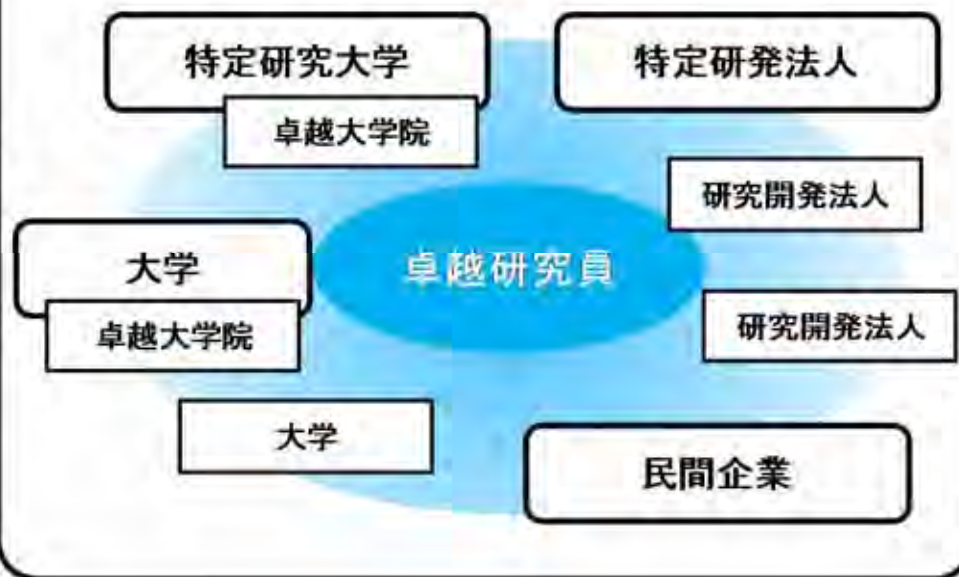 特定研究大学
特定研発法人
卓越大学院
研究開発法人
大学
卓越研究員
卓越大学院
研究開発法人
大学
民間企業